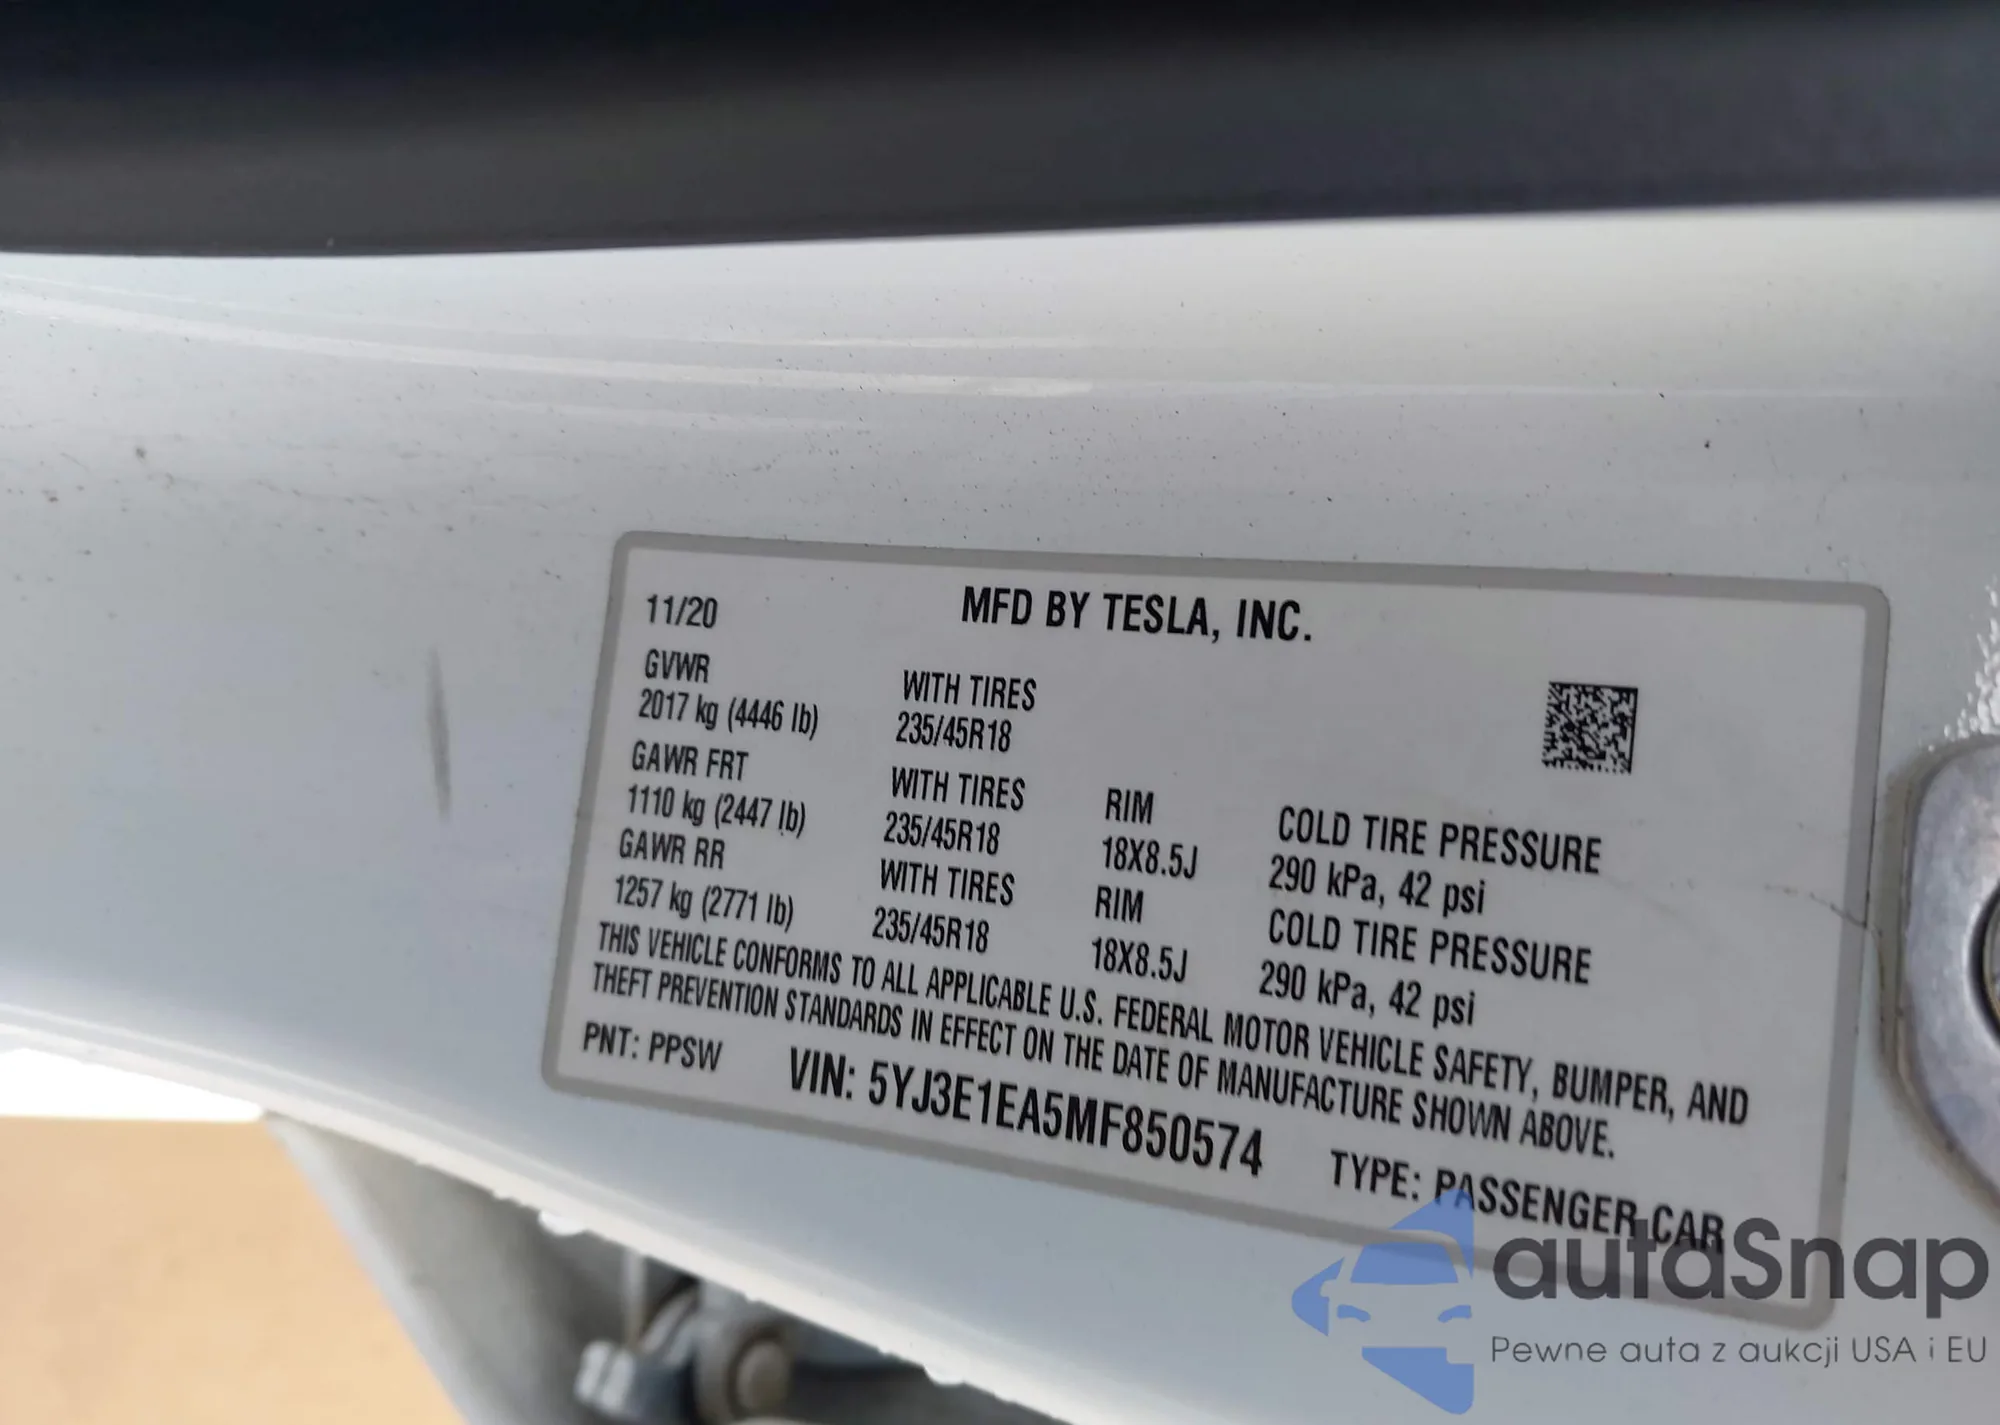 11/20
MFD BY TESLA, INC.
GVWR
2017 kg (4446 lb)
WITH TIRES
235/45R18
GAWR FRT
1110 kg (2447 lb)
WITH TIRES
235/45R18
RIM
18X8.5J
COLD TIRE PRESSURE
290 kPa, 42 psi
GAWR RR
1257 kg (2771 lb)
WITH TIRES
235/45R18
RIM
18X8.5J
COLD TIRE PRESSURE
290 kPa, 42 psi
THIS VEHICLE CONFORMS TO ALL APPLICABLE U.S. FEDERAL MOTOR VEHICLE SAFETY, BUMPER, AND
THEFT PREVENTION STANDARDS IN EFFECT ON THE DATE OF MANUFACTURE SHOWN ABOVE.
PNT: PPSW
VIN: 5YJ3E1EA5MF850574
TYPE: PASSENGER CAR
autaSnap
Pewne auta z aukcji USA i EU